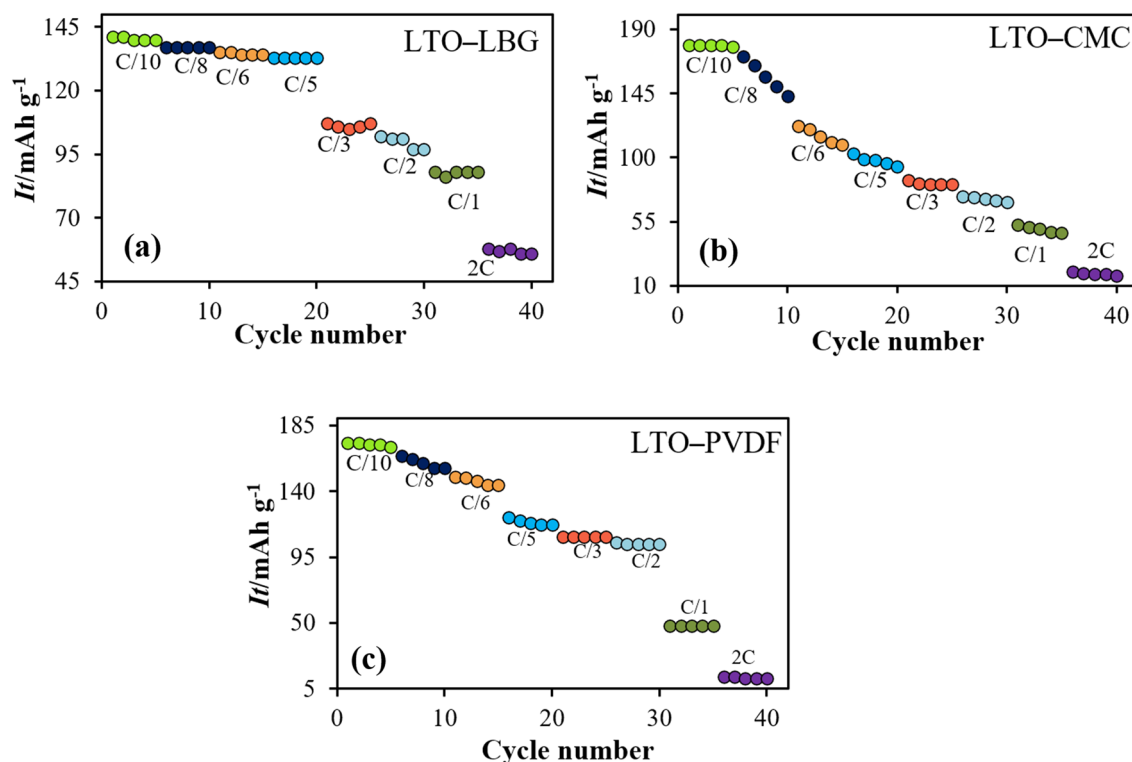 LTO–LBG
145
120
95
70
45
It/mAh g⁻¹
C/10
C/8
C/6
C/5
C/3
C/2
C/1
2C
(a)
0
10
20
30
40
Cycle number
LTO–CMC
190
145
100
55
10
It/mAh g⁻¹
C/10
C/8
C/6
C/5
C/3
C/2
C/1
2C
(b)
0
10
20
30
40
Cycle number
LTO–PVDF
185
140
95
50
5
It/mAh g⁻¹
C/10
C/8
C/6
C/5
C/3
C/2
C/1
2C
(c)
0
10
20
30
40
Cycle number